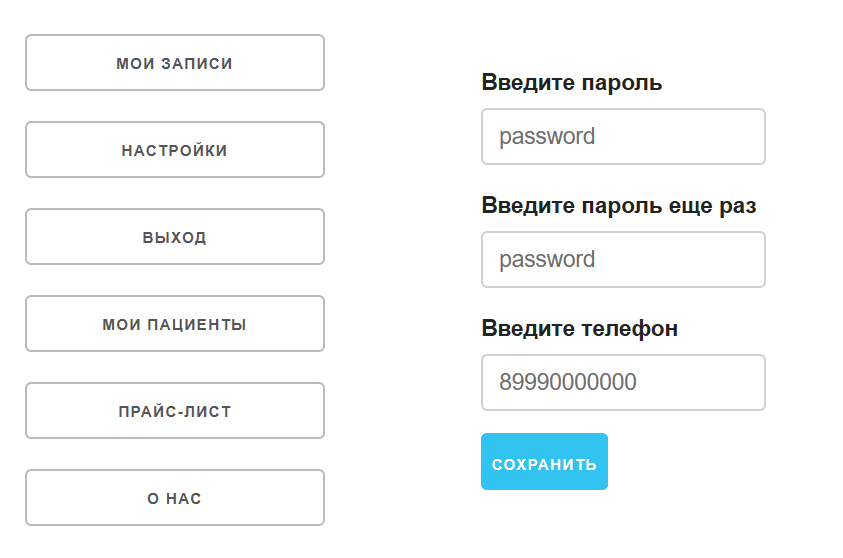 МОИ ЗАПИСИ
НАСТРОЙКИ
ВЫХОД
МОИ ПАЦИЕНТЫ
ПРАЙС-ЛИСТ
О НАС
Введите пароль
password
Введите пароль еще раз
password
Введите телефон
89990000000
СОХРАНИТЬ